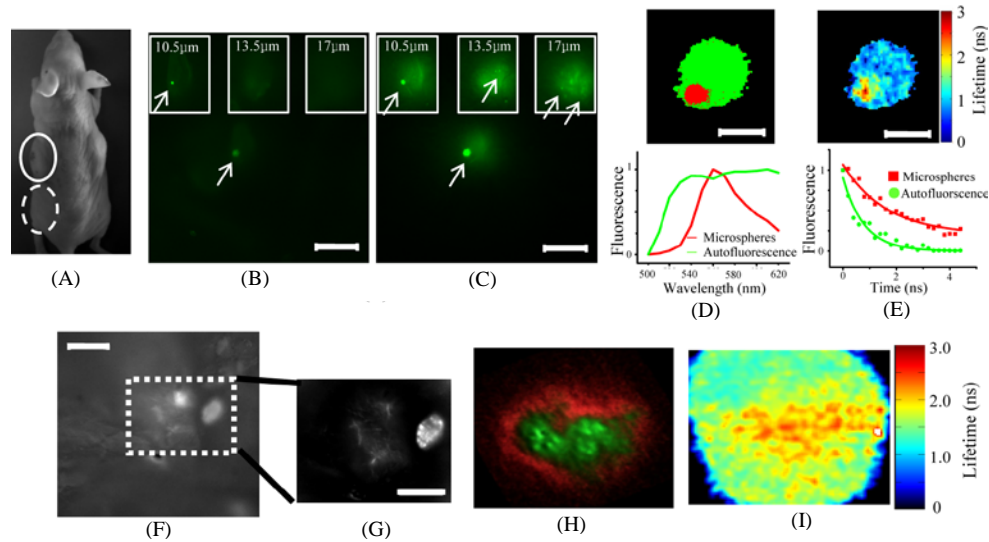 (A)
10.5μm 13.5μm 17μm
(B)
10.5μm 13.5μm 17μm
(C)
(D)
Fluorescence
1
0
Microspheres
Autofluorescence
500 540 580 620
Wavelength (nm)
3
2
1
0
Lifetime (ns)
(E)
Fluorescence
1
0
Microspheres
Autofluorscence
0 2 4
Time (ns)
(F)
(G)
(H)
(I)
3.0
2.0
1.0
0
Lifetime (ns)